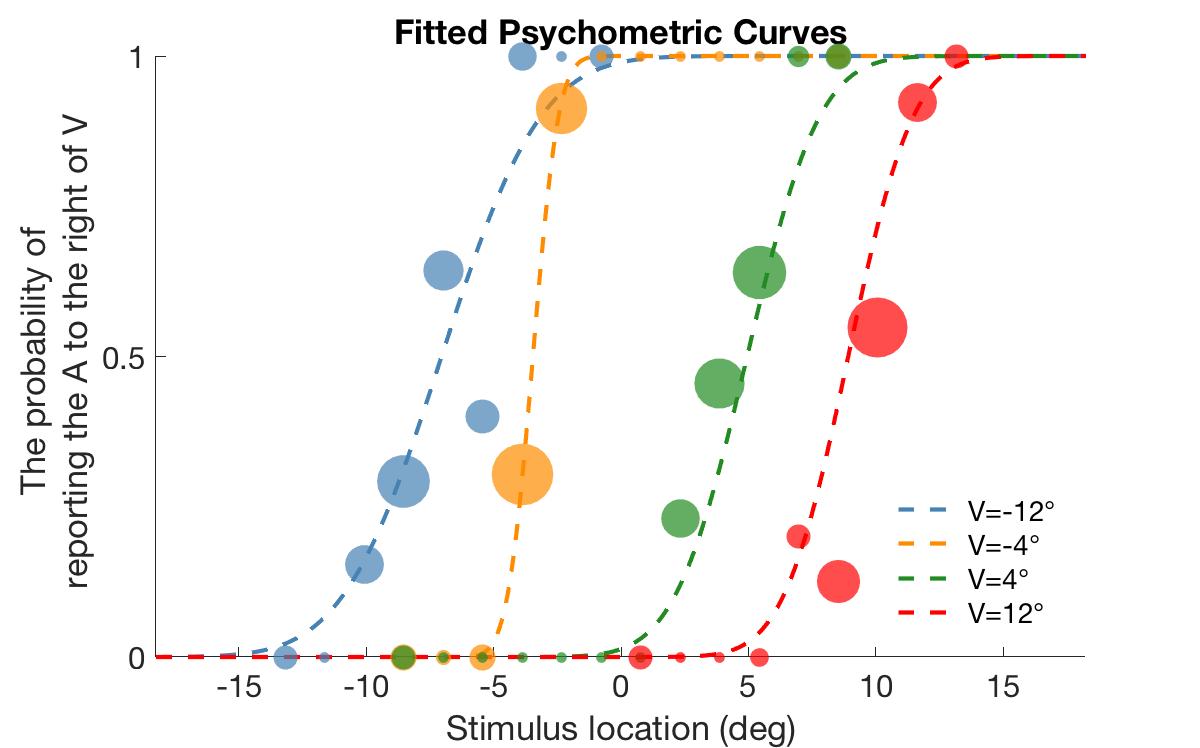 Fitted Psychometric Curves
The probability of
reporting the A to the right of V
1
0.5
0
-15
-10
-5
0
5
10
15
Stimulus location (deg)
V=-12°
V=-4°
V=4°
V=12°